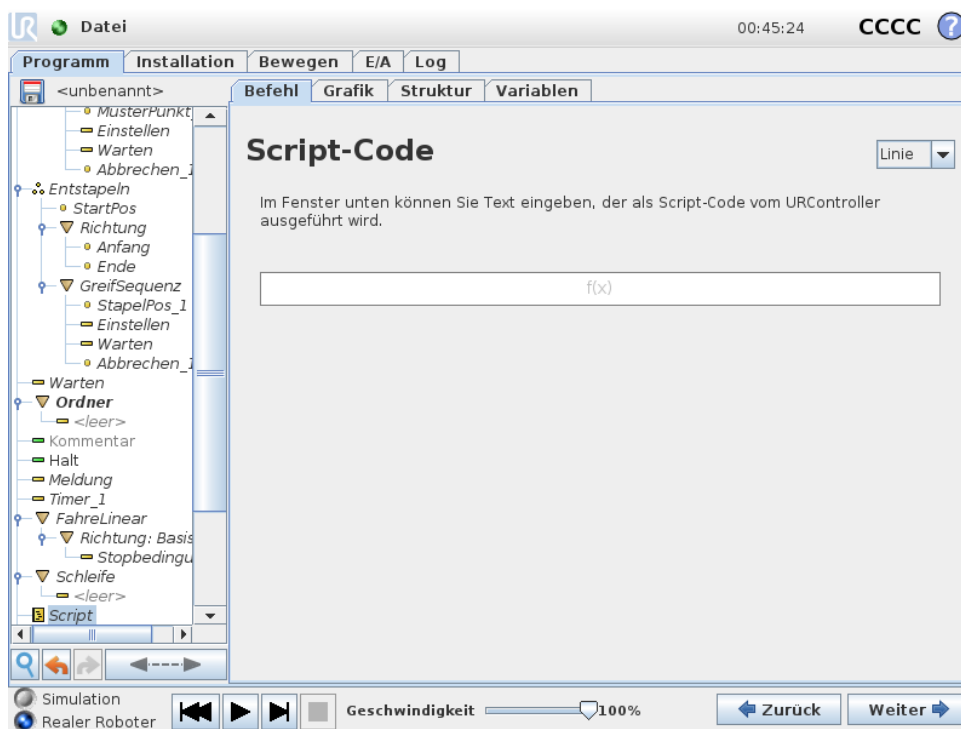 UR Datei 00:45:24 CCCC ?
Programm Installation Bewegen E/A Log
<unbenannt>
Befehl Grafik Struktur Variablen
MusterPunkt_
Einstellen
Warten
Abbrechen_1
Entstapeln
StartPos
Richtung
Anfang
Ende
GreifSequenz
StapelPos_1
Einstellen
Warten
Abbrechen_1
Warten
Ordner
<leer>
Kommentar
Halt
Meldung
Timer_1
FahreLinear
Richtung: Basis
Stopbedingu
Schleife
<leer>
Script
Script-Code
Linie
Im Fenster unten können Sie Text eingeben, der als Script-Code vom URController
ausgeführt wird.
f(x)
Simulation
Realer Roboter
Geschwindigkeit 100%
Zurück Weiter